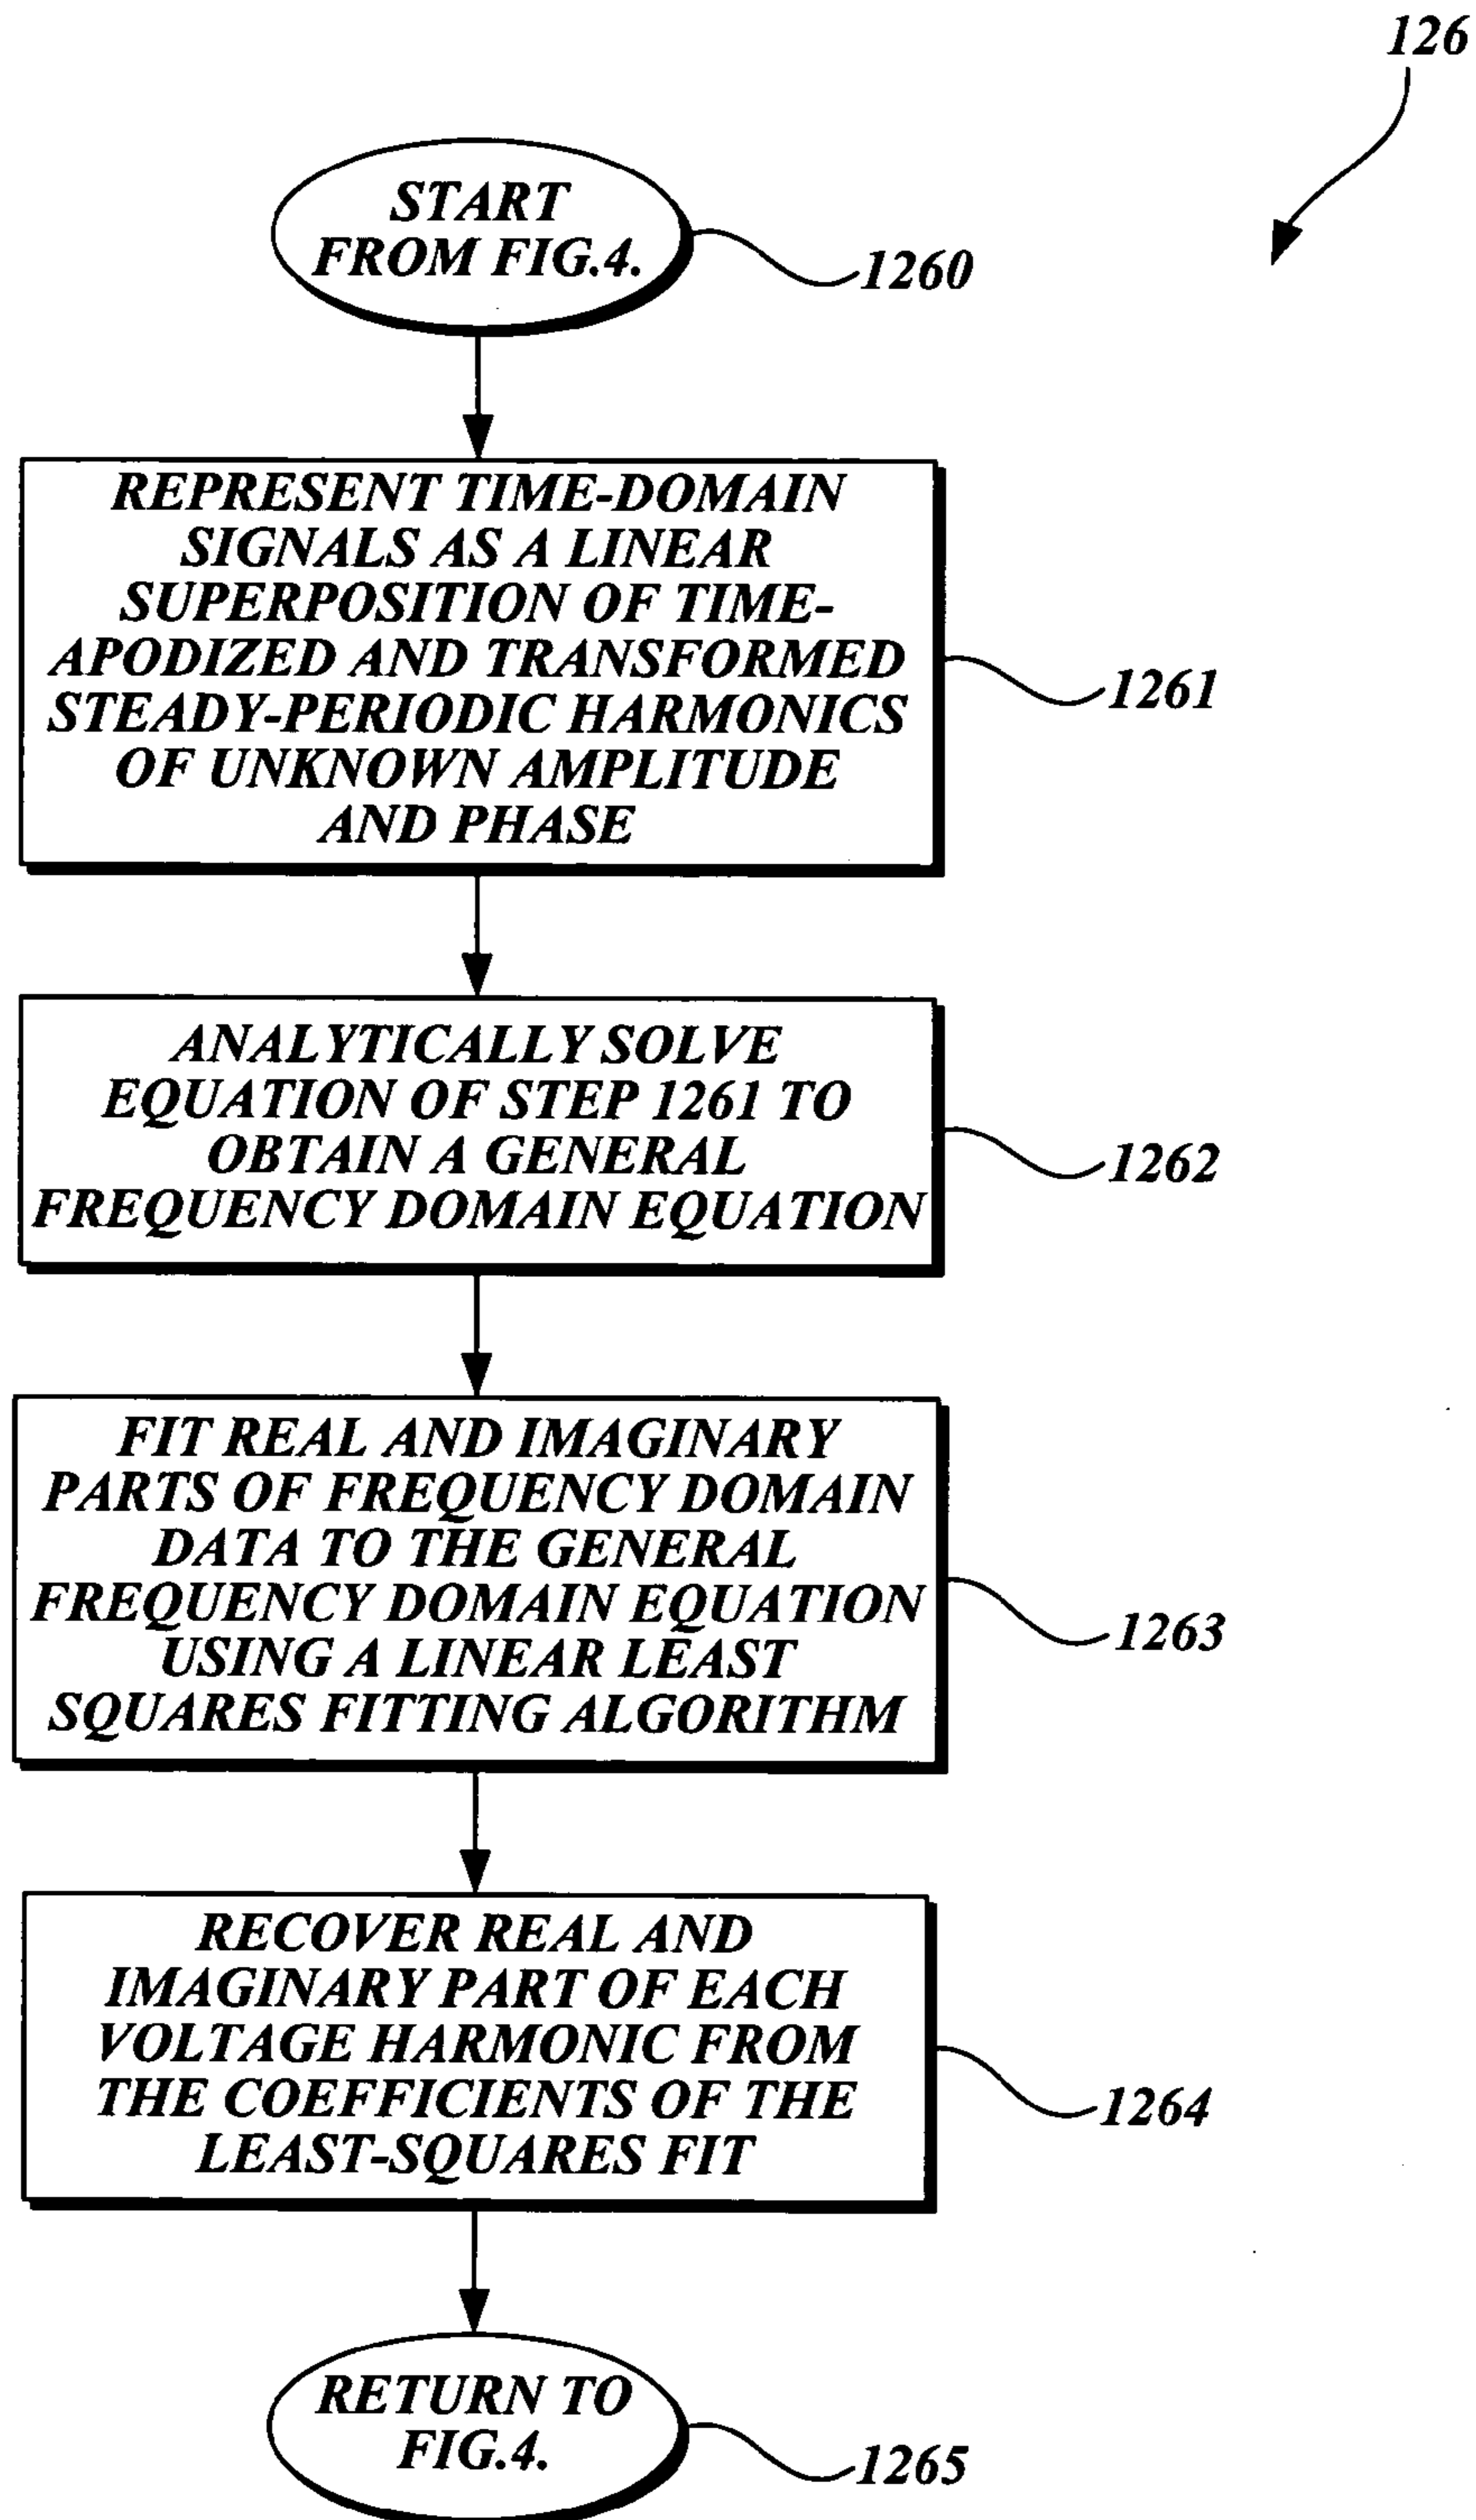 126
START
FROM FIG.4.
1260
REPRESENT TIME-DOMAIN
SIGNALS AS A LINEAR
SUPERPOSITION OF TIME-
APODIZED AND TRANSFORMED
STEADY-PERIODIC HARMONICS
OF UNKNOWN AMPLITUDE
AND PHASE
1261
ANALYTICALLY SOLVE
EQUATION OF STEP 1261 TO
OBTAIN A GENERAL
FREQUENCY DOMAIN EQUATION
1262
FIT REAL AND IMAGINARY
PARTS OF FREQUENCY DOMAIN
DATA TO THE GENERAL
FREQUENCY DOMAIN EQUATION
USING A LINEAR LEAST
SQUARES FITTING ALGORITHM
1263
RECOVER REAL AND
IMAGINARY PART OF EACH
VOLTAGE HARMONIC FROM
THE COEFFICIENTS OF THE
LEAST-SQUARES FIT
1264
RETURN TO
FIG.4.
1265